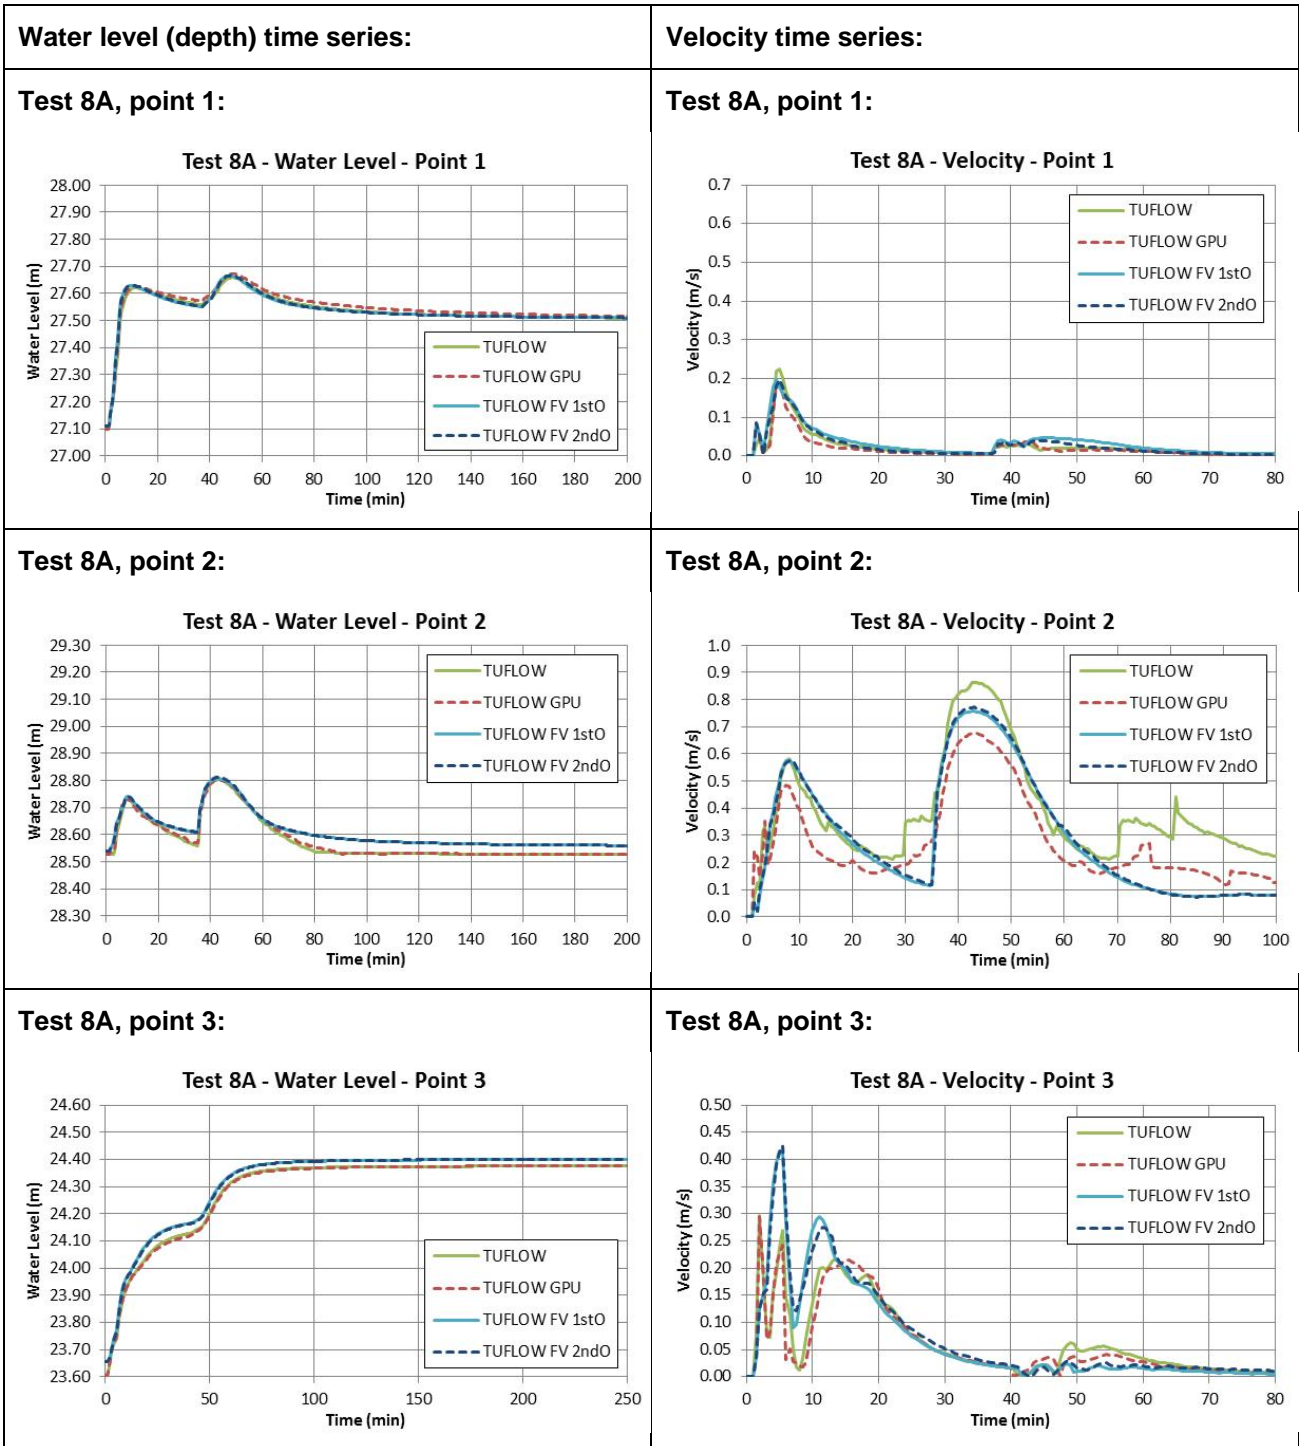 Water level (depth) time series:
Velocity time series:
Test 8A, point 1:
Test 8A - Water Level - Point 1
Water Level (m)
28.00
27.90
27.80
27.70
27.60
27.50
27.40
27.30
27.20
27.10
27.00
0 20 40 60 80 100 120 140 160 180 200
Time (min)
TUFLOW
TUFLOW GPU
TUFLOW FV 1stO
TUFLOW FV 2ndO
Test 8A, point 1:
Test 8A - Velocity - Point 1
Velocity (m/s)
0.7
0.6
0.5
0.4
0.3
0.2
0.1
0.0
0 10 20 30 40 50 60 70 80
Time (min)
TUFLOW
TUFLOW GPU
TUFLOW FV 1stO
TUFLOW FV 2ndO
Test 8A, point 2:
Test 8A - Water Level - Point 2
Water Level (m)
29.30
29.20
29.10
29.00
28.90
28.80
28.70
28.60
28.50
28.40
28.30
0 20 40 60 80 100 120 140 160 180 200
Time (min)
TUFLOW
TUFLOW GPU
TUFLOW FV 1stO
TUFLOW FV 2ndO
Test 8A, point 2:
Test 8A - Velocity - Point 2
Velocity (m/s)
1.0
0.9
0.8
0.7
0.6
0.5
0.4
0.3
0.2
0.1
0.0
0 10 20 30 40 50 60 70 80 90 100
Time (min)
TUFLOW
TUFLOW GPU
TUFLOW FV 1stO
TUFLOW FV 2ndO
Test 8A, point 3:
Test 8A - Water Level - Point 3
Water Level (m)
24.60
24.50
24.40
24.30
24.20
24.10
24.00
23.90
23.80
23.70
23.60
0 50 100 150 200 250
Time (min)
TUFLOW
TUFLOW GPU
TUFLOW FV 1stO
TUFLOW FV 2ndO
Test 8A, point 3:
Test 8A - Velocity - Point 3
Velocity (m/s)
0.50
0.45
0.40
0.35
0.30
0.25
0.20
0.15
0.10
0.05
0.00
0 10 20 30 40 50 60 70 80
Time (min)
TUFLOW
TUFLOW GPU
TUFLOW FV 1stO
TUFLOW FV 2ndO